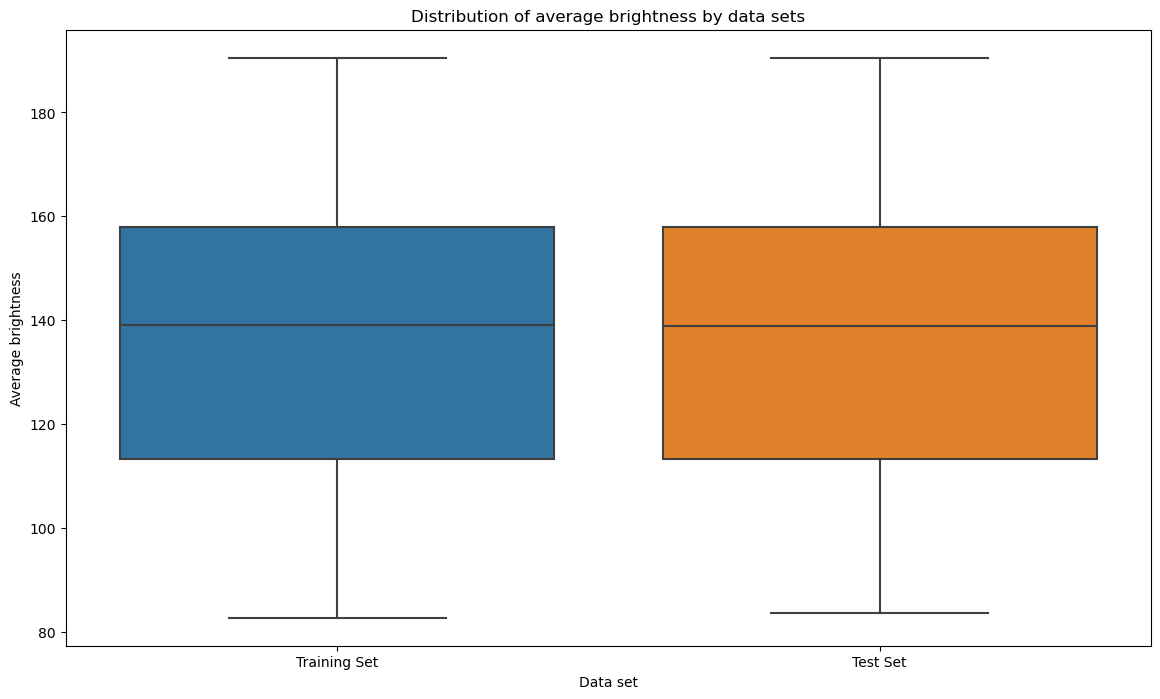 Distribution of average brightness by data sets
Average brightness
180
160
140
120
100
80
Training Set
Test Set
Data set